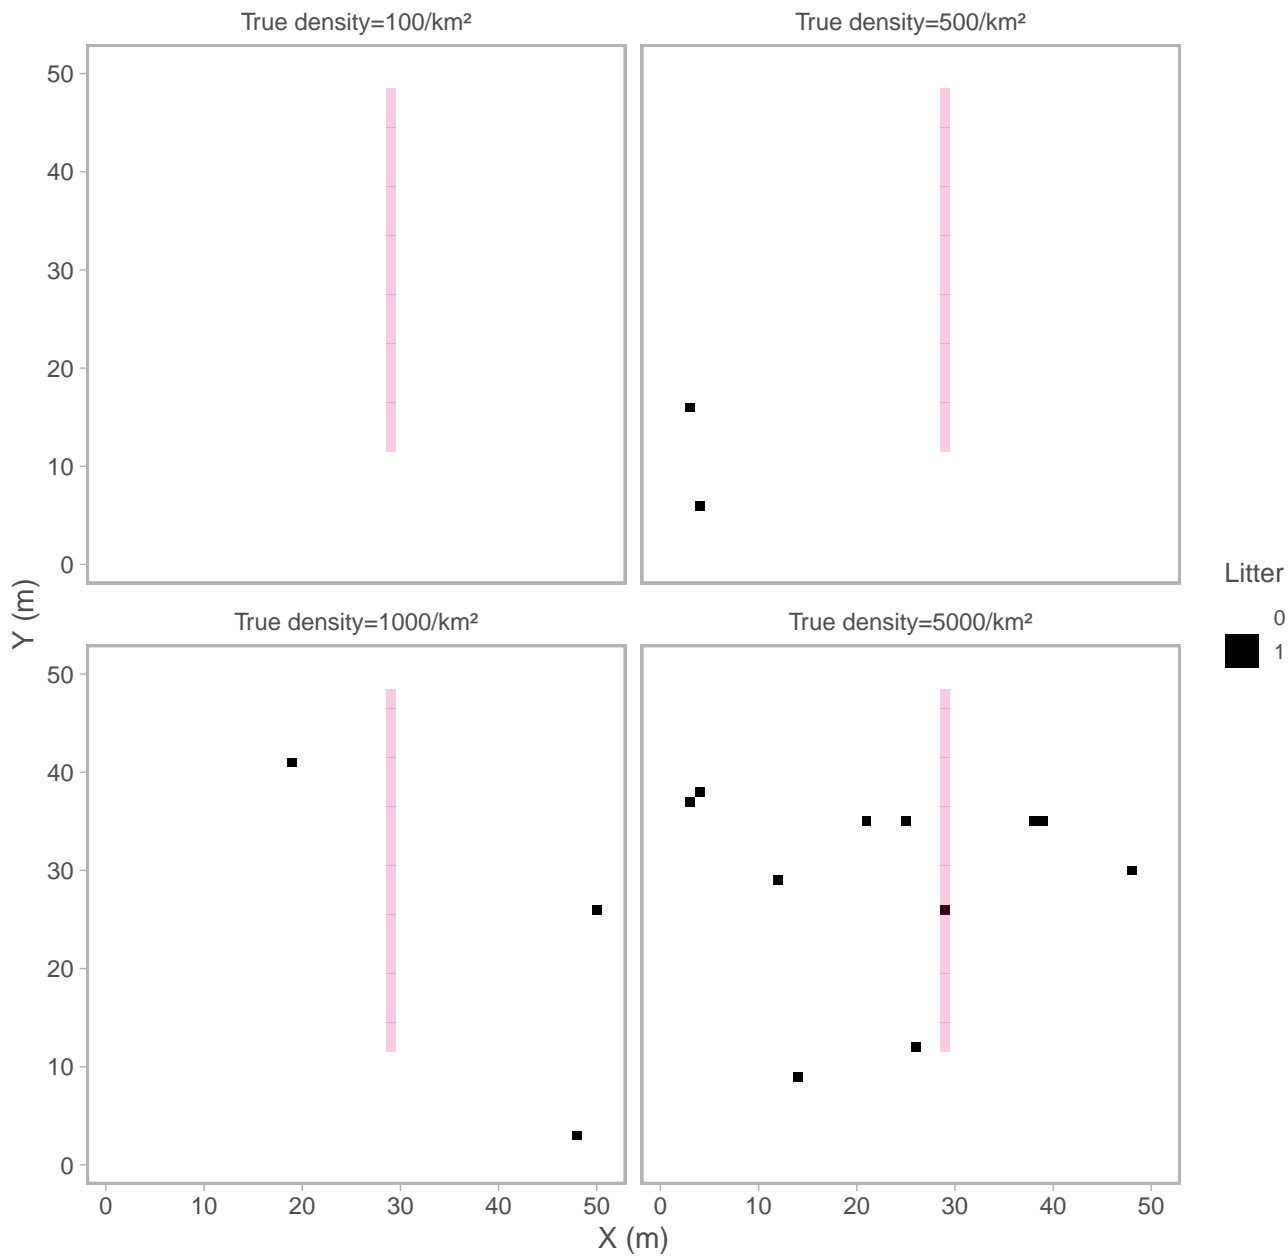 True density=100/km²
True density=500/km²
50
40
30
20
10
0
Y (m)
Litter
0
1
True density=1000/km²
True density=5000/km²
50
40
30
20
10
0
0 10 20 30 40 50
0 10 20 30 40 50
X (m)